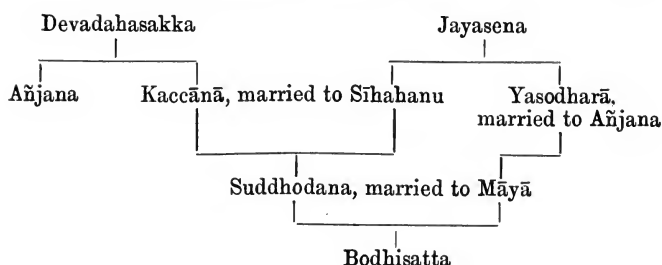 Devadahasakka Jayasena
Añjana Kaccānā, married to Sīhahanu Yasodharā,
married to Añjana
Suddhodana, married to Māyā
Bodhisatta